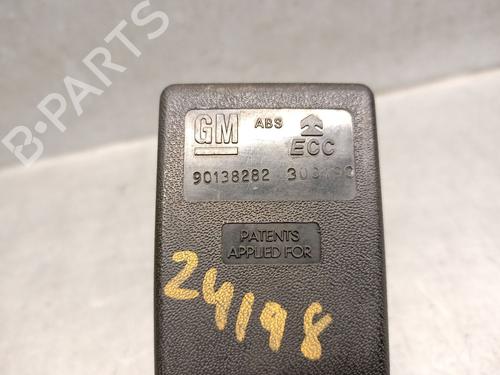 GM ABS ECC
90138282
PATENTS
APPLIED FOR
24198
B-PARTS